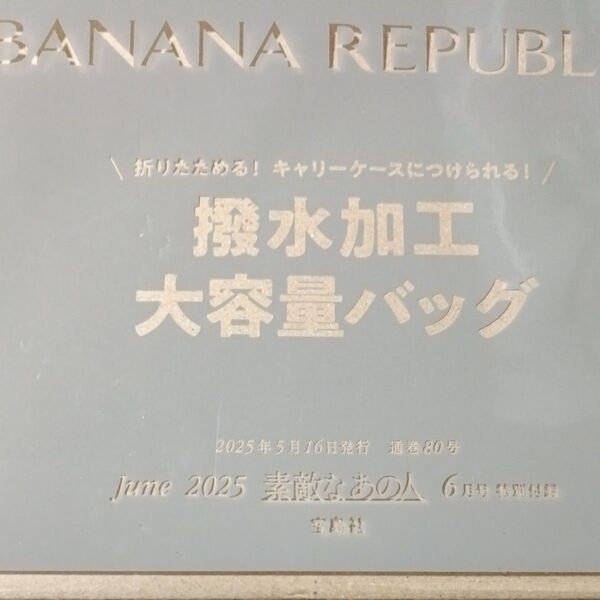 BANANA REPUBL
\ 折りたためる！ キャリーケースにつけられる！ /
撥水加工
大容量バッグ
2025年5月16日発行 通巻80号
June 2025 素敵なあの人 6月号 特別付録
宝島社